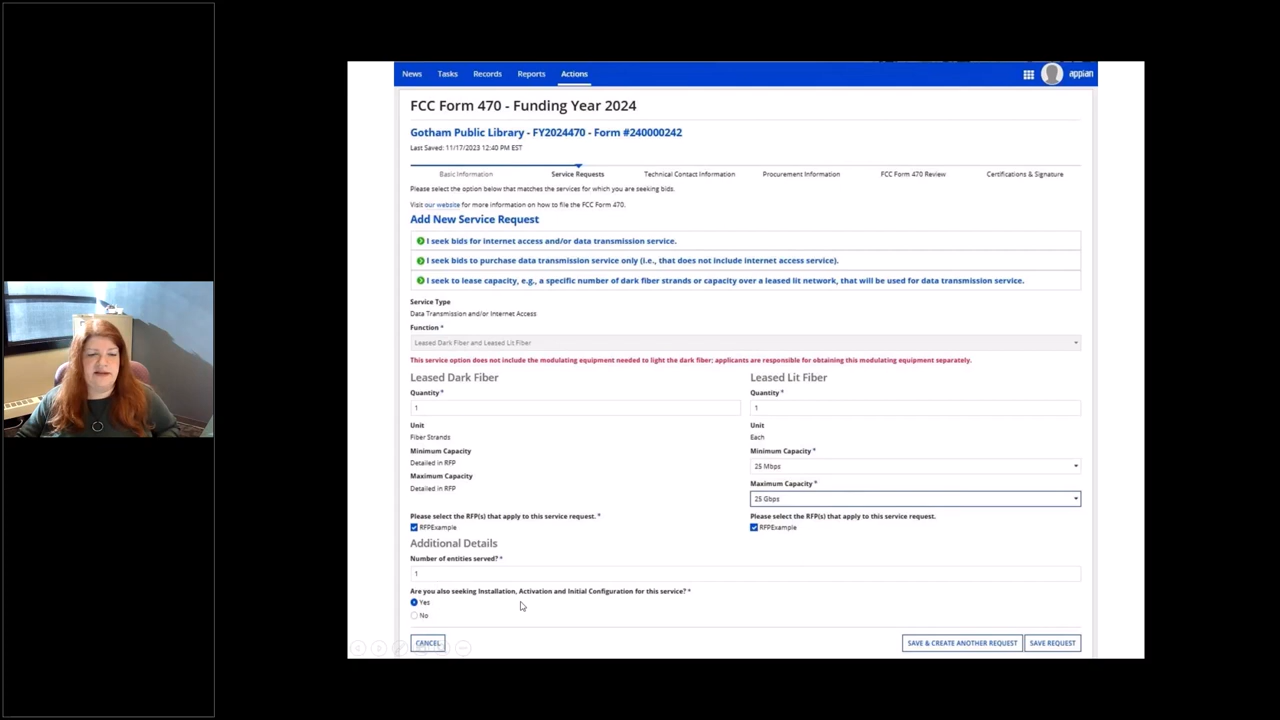 News Tasks Records Reports Actions
appian
FCC Form 470 - Funding Year 2024
Gotham Public Library - FY2024470 - Form #240000242
Last Saved: 11/17/2023 12:40 PM EST
Basic Information Service Requests Technical Contact Information Procurement Information FCC Form 470 Review Certifications & Signature
Please select the option below that matches the services for which you are seeking bids.
Visit our website for more information on how to file the FCC Form 470.
Add New Service Request
I seek bids for internet access and/or data transmission service.
I seek bids to purchase data transmission service only (i.e., that does not include internet access service).
I seek to lease capacity, e.g., a specific number of dark fiber strands or capacity over a leased lit network, that will be used for data transmission service.
Service Type
Data Transmission and/or Internet Access
Function *
Leased Dark Fiber and Leased Lit Fiber
This service option does not include the modulating equipment needed to light the dark fiber; applicants are responsible for obtaining this modulating equipment separately.
Leased Dark Fiber
Quantity *
1
Unit
Fiber Strands
Minimum Capacity
Detailed in RFP
Maximum Capacity
Detailed in RFP
Please select the RFP(s) that apply to this service request. *
RFPExample
Leased Lit Fiber
Quantity *
1
Unit
Each
Minimum Capacity *
25 Mbps
Maximum Capacity *
25 Gbps
Please select the RFP(s) that apply to this service request.
RFPExample
Additional Details
Number of entities served? *
1
Are you also seeking Installation, Activation and Initial Configuration for this service? *
Yes
No
CANCEL SAVE & CREATE ANOTHER REQUEST SAVE REQUEST